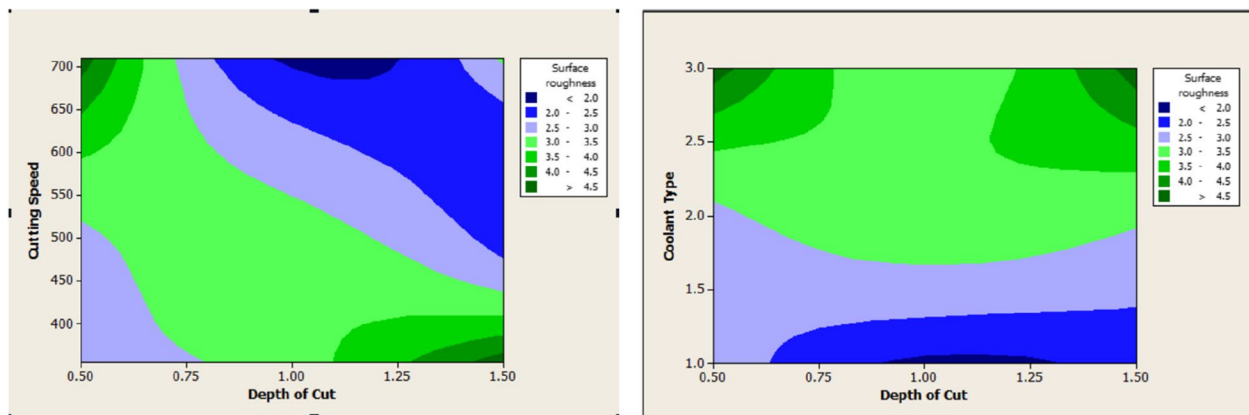 Surface
roughness
< 2.0
2.0 - 2.5
2.5 - 3.0
3.0 - 3.5
3.5 - 4.0
4.0 - 4.5
> 4.5
700
650
600
550
500
450
400
Cutting Speed
0.50
0.75
1.00
1.25
1.50
Depth of Cut
Surface
roughness
< 2.0
2.0 - 2.5
2.5 - 3.0
3.0 - 3.5
3.5 - 4.0
4.0 - 4.5
> 4.5
3.0
2.5
2.0
1.5
1.0
Coolant Type
0.50
0.75
1.00
1.25
1.50
Depth of Cut